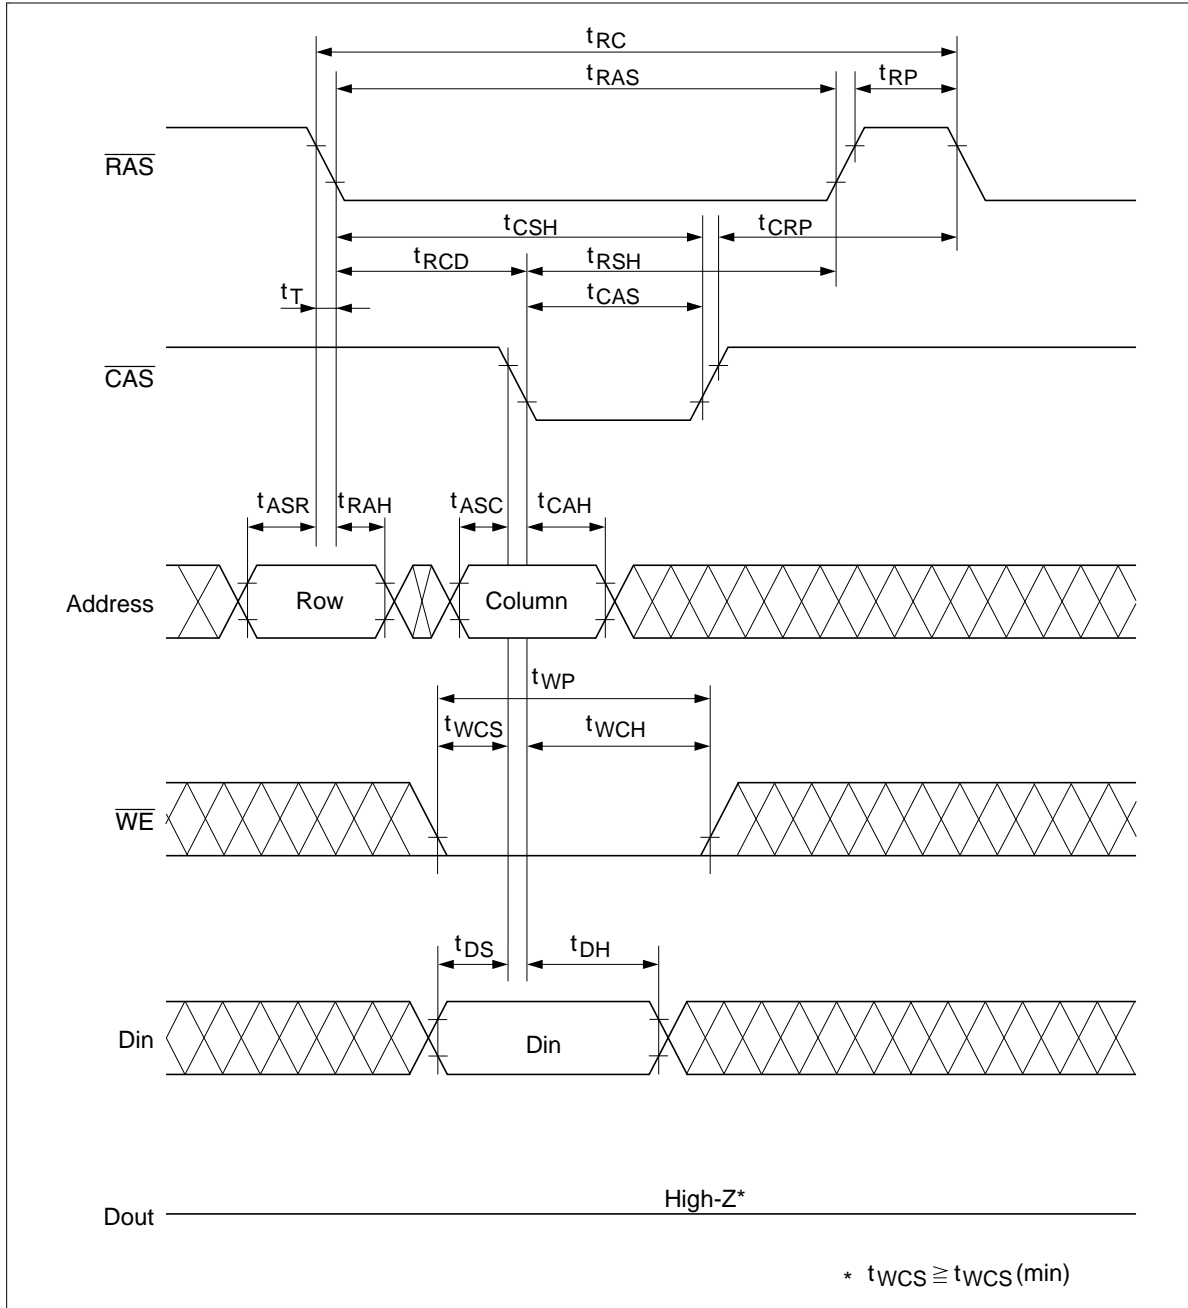 tRC
tRAS
tRP
RAS
tCSH
tCRP
tRCD
tRSH
tT
tCAS
CAS
tASR
tRAH
tASC
tCAH
Address
Row
Column
tWP
tWCS
tWCH
WE
tDS
tDH
Din
Din
High-Z*
Dout
* tWCS ≧ tWCS(min)